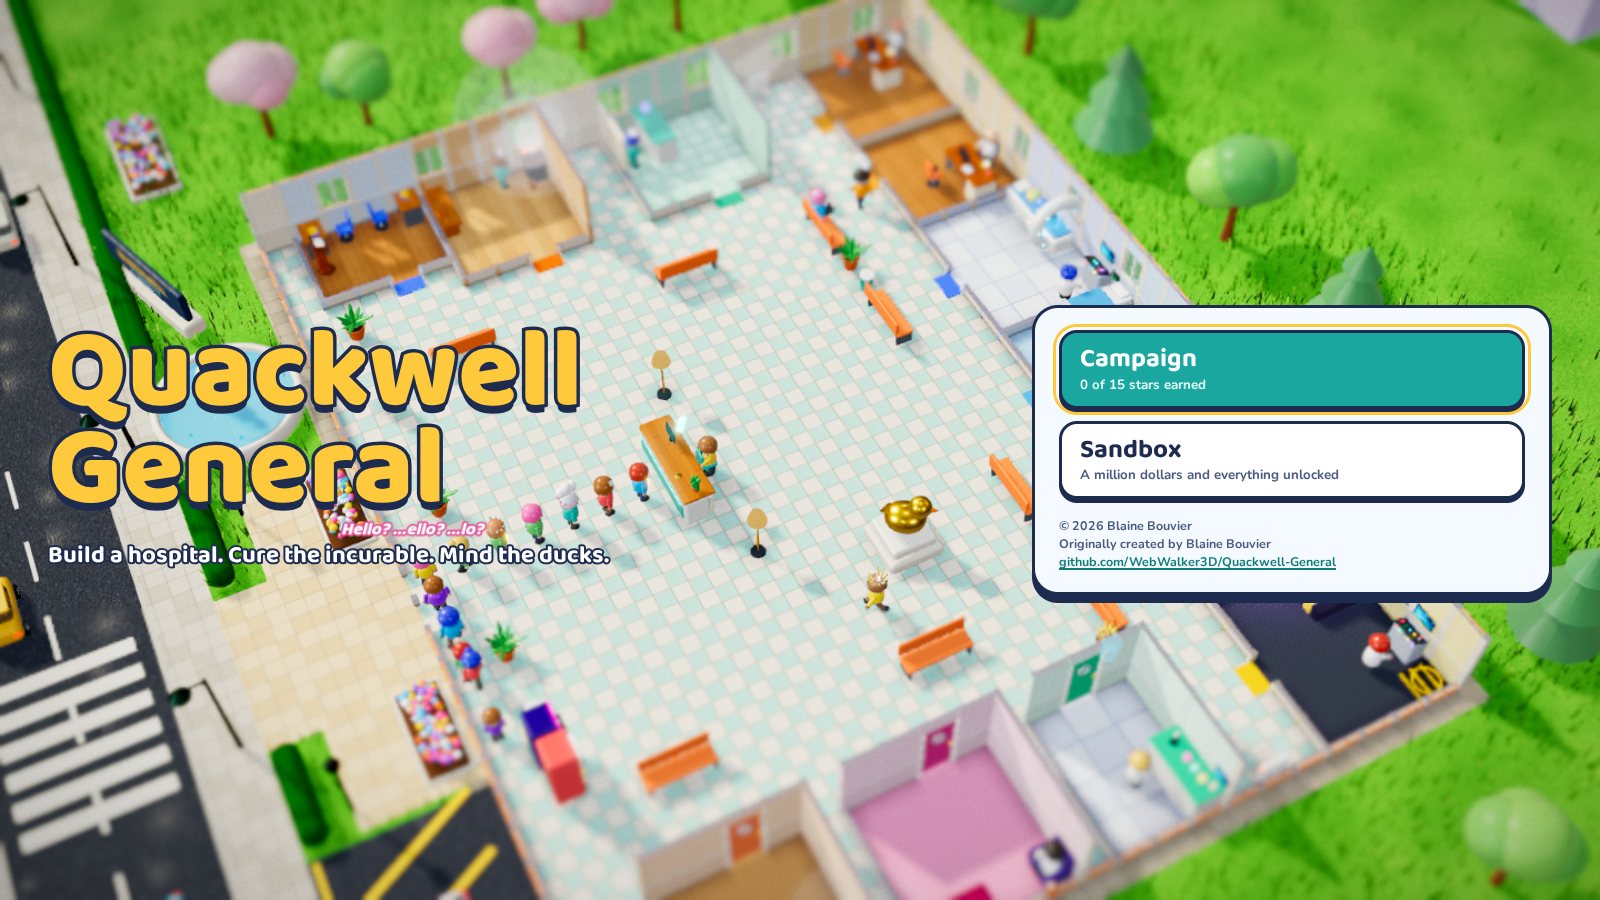 Quackwell
General
Hello? ...ello? ...lo?
Build a hospital. Cure the incurable. Mind the ducks.
Campaign
0 of 15 stars earned
Sandbox
A million dollars and everything unlocked
© 2026 Blaine Bouvier
Originally created by Blaine Bouvier
github.com/WebWalker3D/Quackwell-General